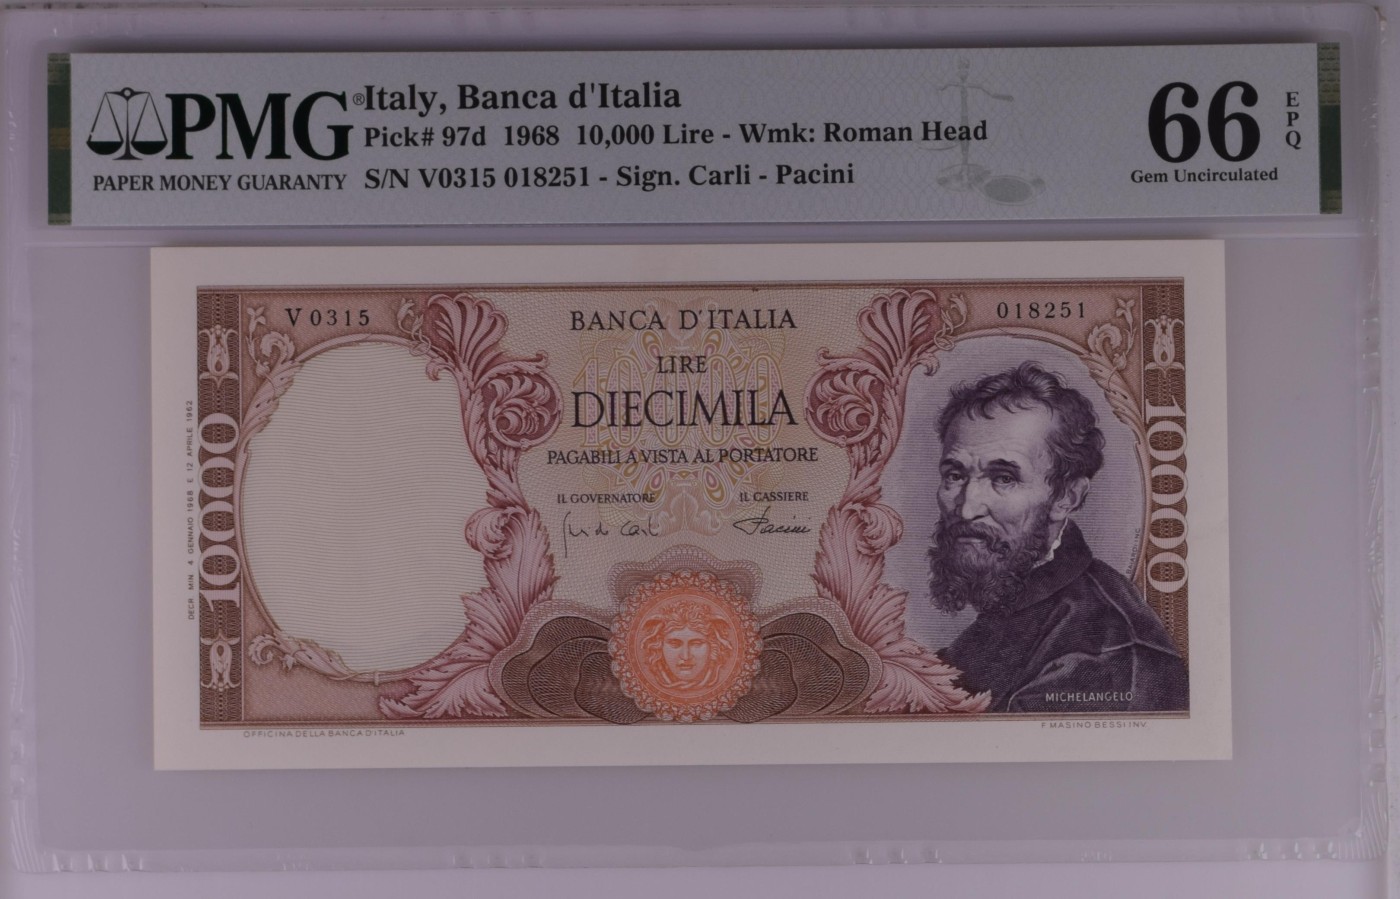 PMG®
PAPER MONEY GUARANTY
Italy, Banca d'Italia
Pick# 97d 1968 10,000 Lire - Wmk: Roman Head
S/N V0315 018251 - Sign. Carli - Pacini
66
EPQ
Gem Uncirculated
V 0315
018251
BANCA D'ITALIA
LIRE
DIECIMILA
PAGABILI A VISTA AL PORTATORE
IL GOVERNATORE
IL CASSIERE
10000
10000
10000
DECR. MIN. 4 GENNAIO 1968 E 12 APRILE 1962
MICHELANGELO
OFFICINA DELLA BANCA D'ITALIA
F. MASINO BESSI INV.